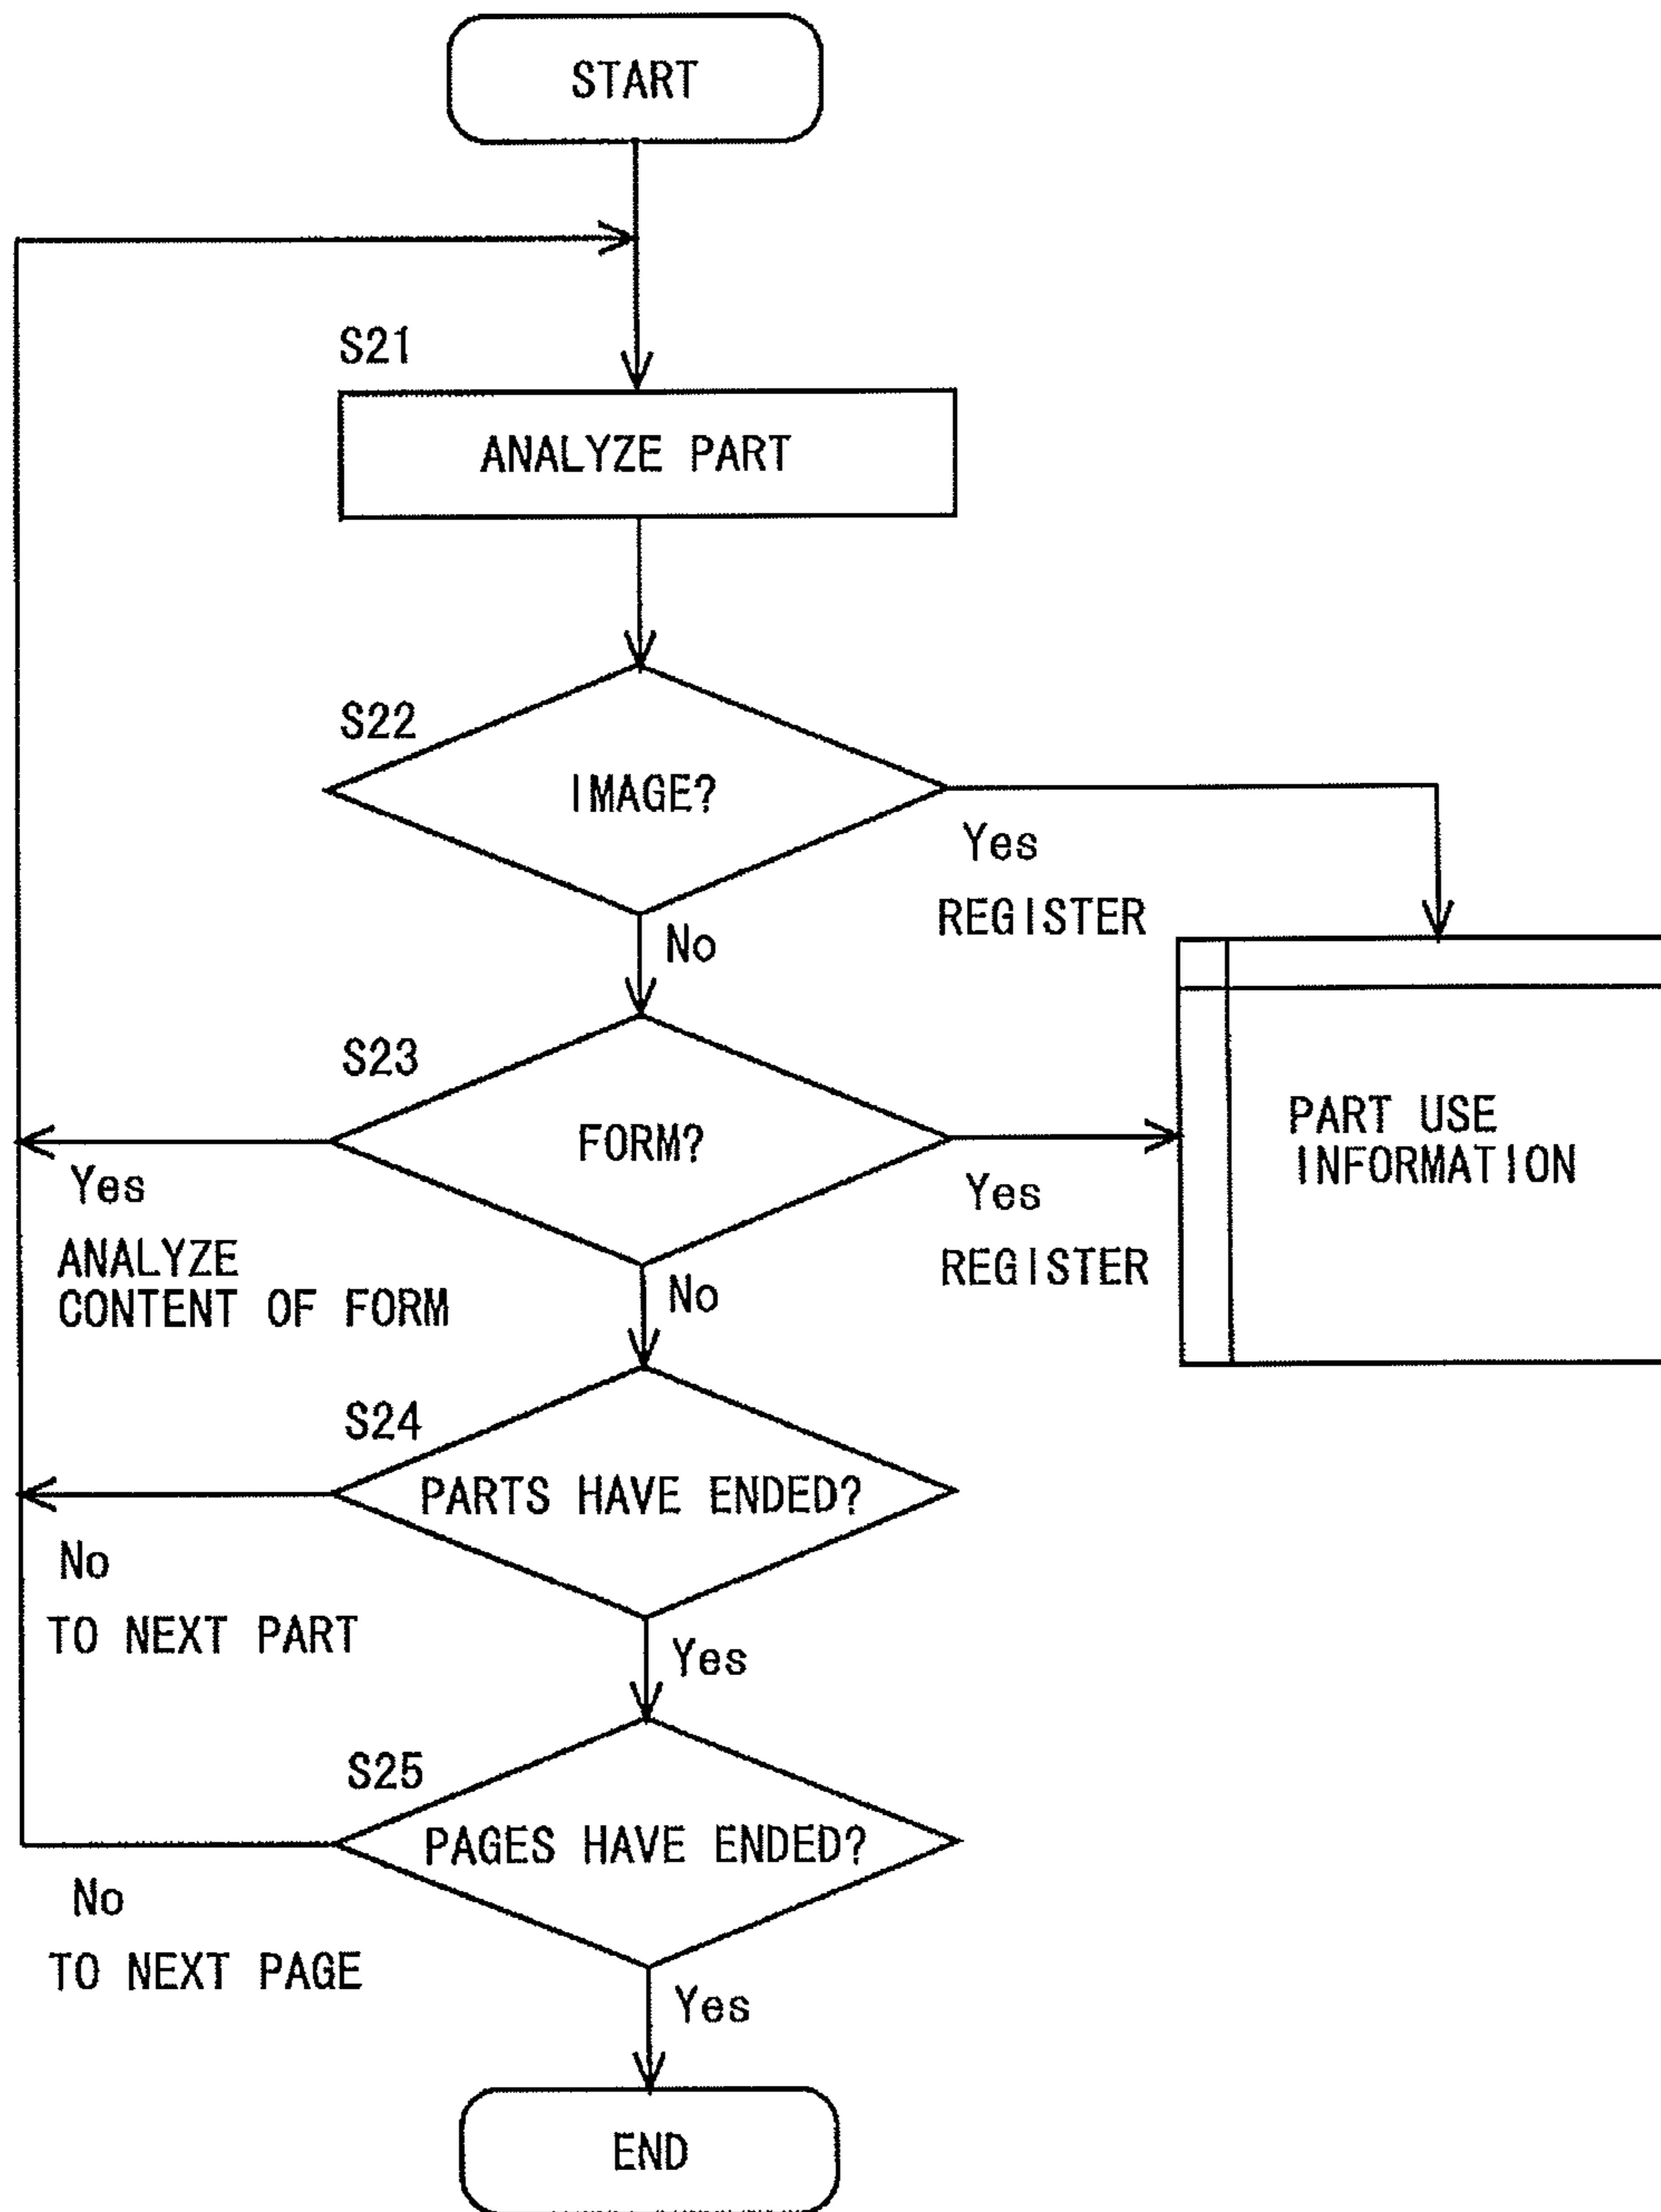 START
S21
ANALYZE PART
S22
IMAGE?
Yes
REGISTER
No
S23
FORM?
PART USE
INFORMATION
Yes
ANALYZE
CONTENT OF FORM
Yes
REGISTER
No
S24
PARTS HAVE ENDED?
No
TO NEXT PART
Yes
S25
PAGES HAVE ENDED?
No
TO NEXT PAGE
Yes
END